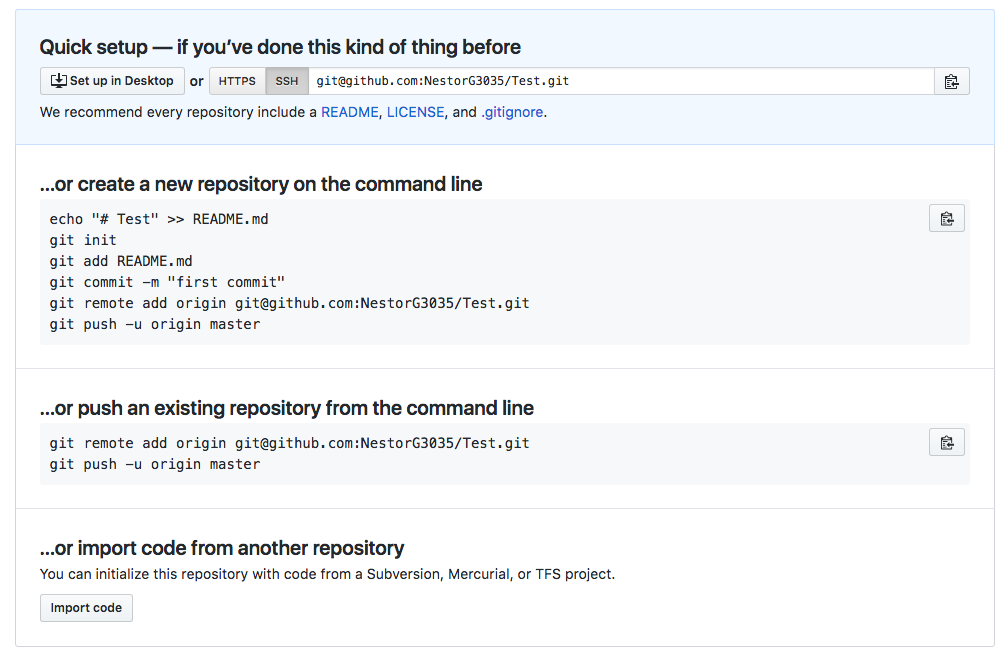 Quick setup — if you’ve done this kind of thing before
Set up in Desktop or HTTPS SSH git@github.com:NestorG3035/Test.git
We recommend every repository include a README, LICENSE, and .gitignore.
…or create a new repository on the command line
echo "# Test" >> README.md
git init
git add README.md
git commit -m "first commit"
git remote add origin git@github.com:NestorG3035/Test.git
git push -u origin master
…or push an existing repository from the command line
git remote add origin git@github.com:NestorG3035/Test.git
git push -u origin master
…or import code from another repository
You can initialize this repository with code from a Subversion, Mercurial, or TFS project.
Import code